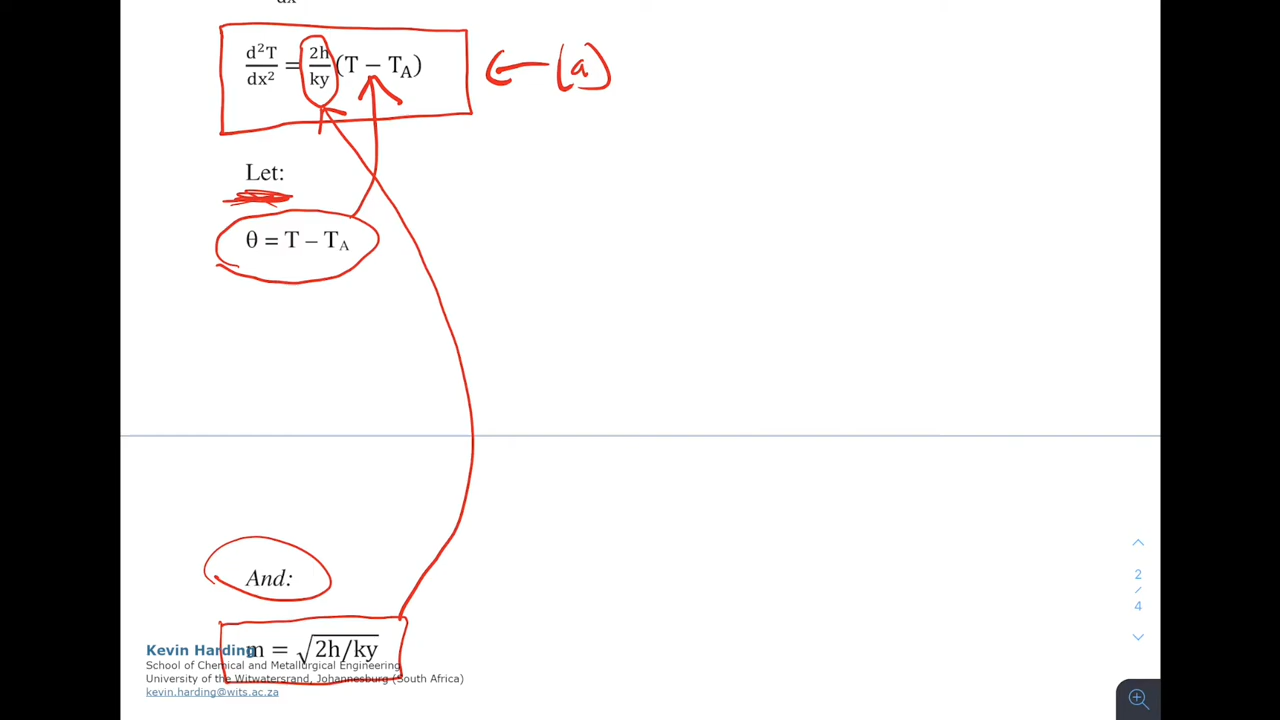 dx
d²T/dx² = 2h/ky (T – T_A) ← (a)
Let:
θ = T – T_A
And:
m = √2h/ky
Kevin Harding
School of Chemical and Metallurgical Engineering
University of the Witwatersrand, Johannesburg (South Africa)
kevin.harding@wits.ac.za
2
/
4